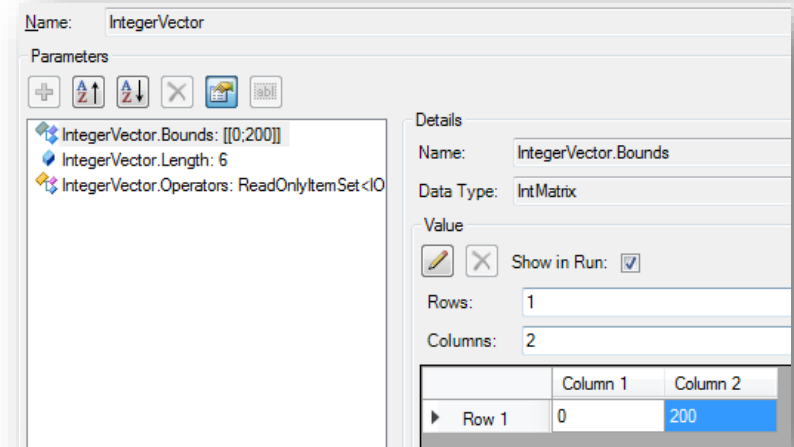 Name: IntegerVector
Parameters
IntegerVector.Bounds: [[0;200]]
IntegerVector.Length: 6
IntegerVector.Operators: ReadOnlyItemSet<IO
Details
Name: IntegerVector.Bounds
Data Type: IntMatrix
Value
Show in Run:
Rows: 1
Columns: 2
Column 1 Column 2
Row 1 0 200